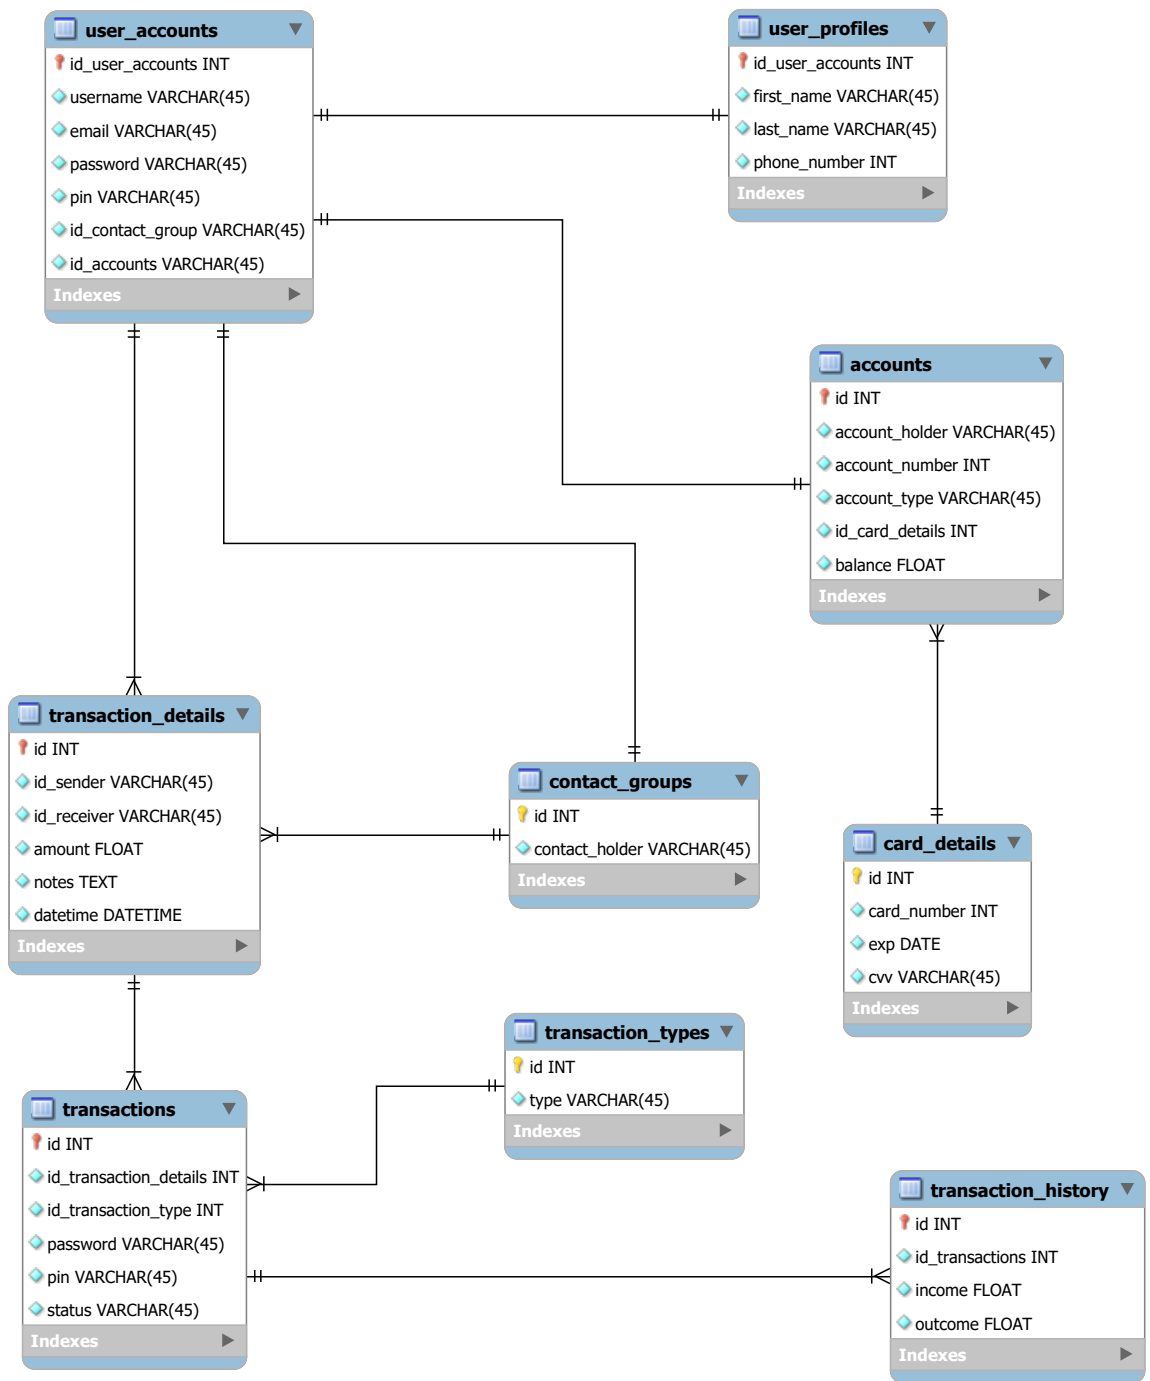 user_accounts
id_user_accounts INT
username VARCHAR(45)
email VARCHAR(45)
password VARCHAR(45)
pin VARCHAR(45)
id_contact_group VARCHAR(45)
id_accounts VARCHAR(45)
Indexes
user_profiles
id_user_accounts INT
first_name VARCHAR(45)
last_name VARCHAR(45)
phone_number INT
Indexes
accounts
id INT
account_holder VARCHAR(45)
account_number INT
account_type VARCHAR(45)
id_card_details INT
balance FLOAT
Indexes
transaction_details
id INT
id_sender VARCHAR(45)
id_receiver VARCHAR(45)
amount FLOAT
notes TEXT
datetime DATETIME
Indexes
contact_groups
id INT
contact_holder VARCHAR(45)
Indexes
card_details
id INT
card_number INT
exp DATE
cvv VARCHAR(45)
Indexes
transaction_types
id INT
type VARCHAR(45)
Indexes
transactions
id INT
id_transaction_details INT
id_transaction_type INT
password VARCHAR(45)
pin VARCHAR(45)
status VARCHAR(45)
Indexes
transaction_history
id INT
id_transactions INT
income FLOAT
outcome FLOAT
Indexes